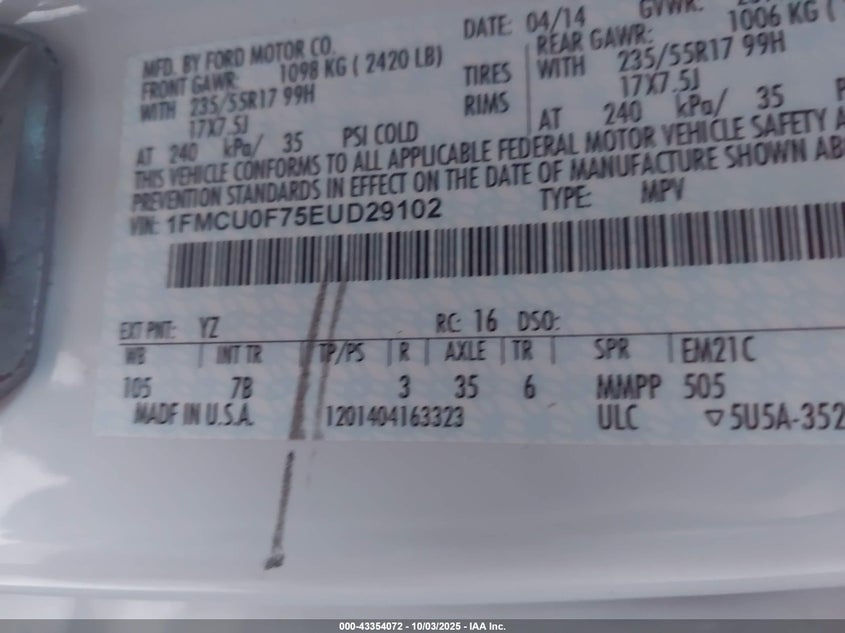 MFD. BY FORD MOTOR CO.
DATE: 04/14
GVWR:
FRONT GAWR: 1098 KG ( 2420 LB)
REAR GAWR: 1006 KG (
WITH 235/55R17 99H
TIRES
WITH 235/55R17 99H
17X7.5J
RIMS
17X7.5J
AT 240 kPa/ 35 PSI COLD
AT 240 kPa/ 35
THIS VEHICLE CONFORMS TO ALL APPLICABLE FEDERAL MOTOR VEHICLE SAFETY
PREVENTION STANDARDS IN EFFECT ON THE DATE OF MANUFACTURE SHOWN
VIN: 1FMCU0F75EUD29102
TYPE: MPV
EXT PNT: YZ RC: 16 DSO:
WB INT TR TP/PS R AXLE TR SPR EM21C
105 7B 3 35 6 MMPP 505
MADE IN U.S.A. 1201404163323 ULC ▽5U5A-352
000-43354072 - 10/03/2025 - IAA Inc.